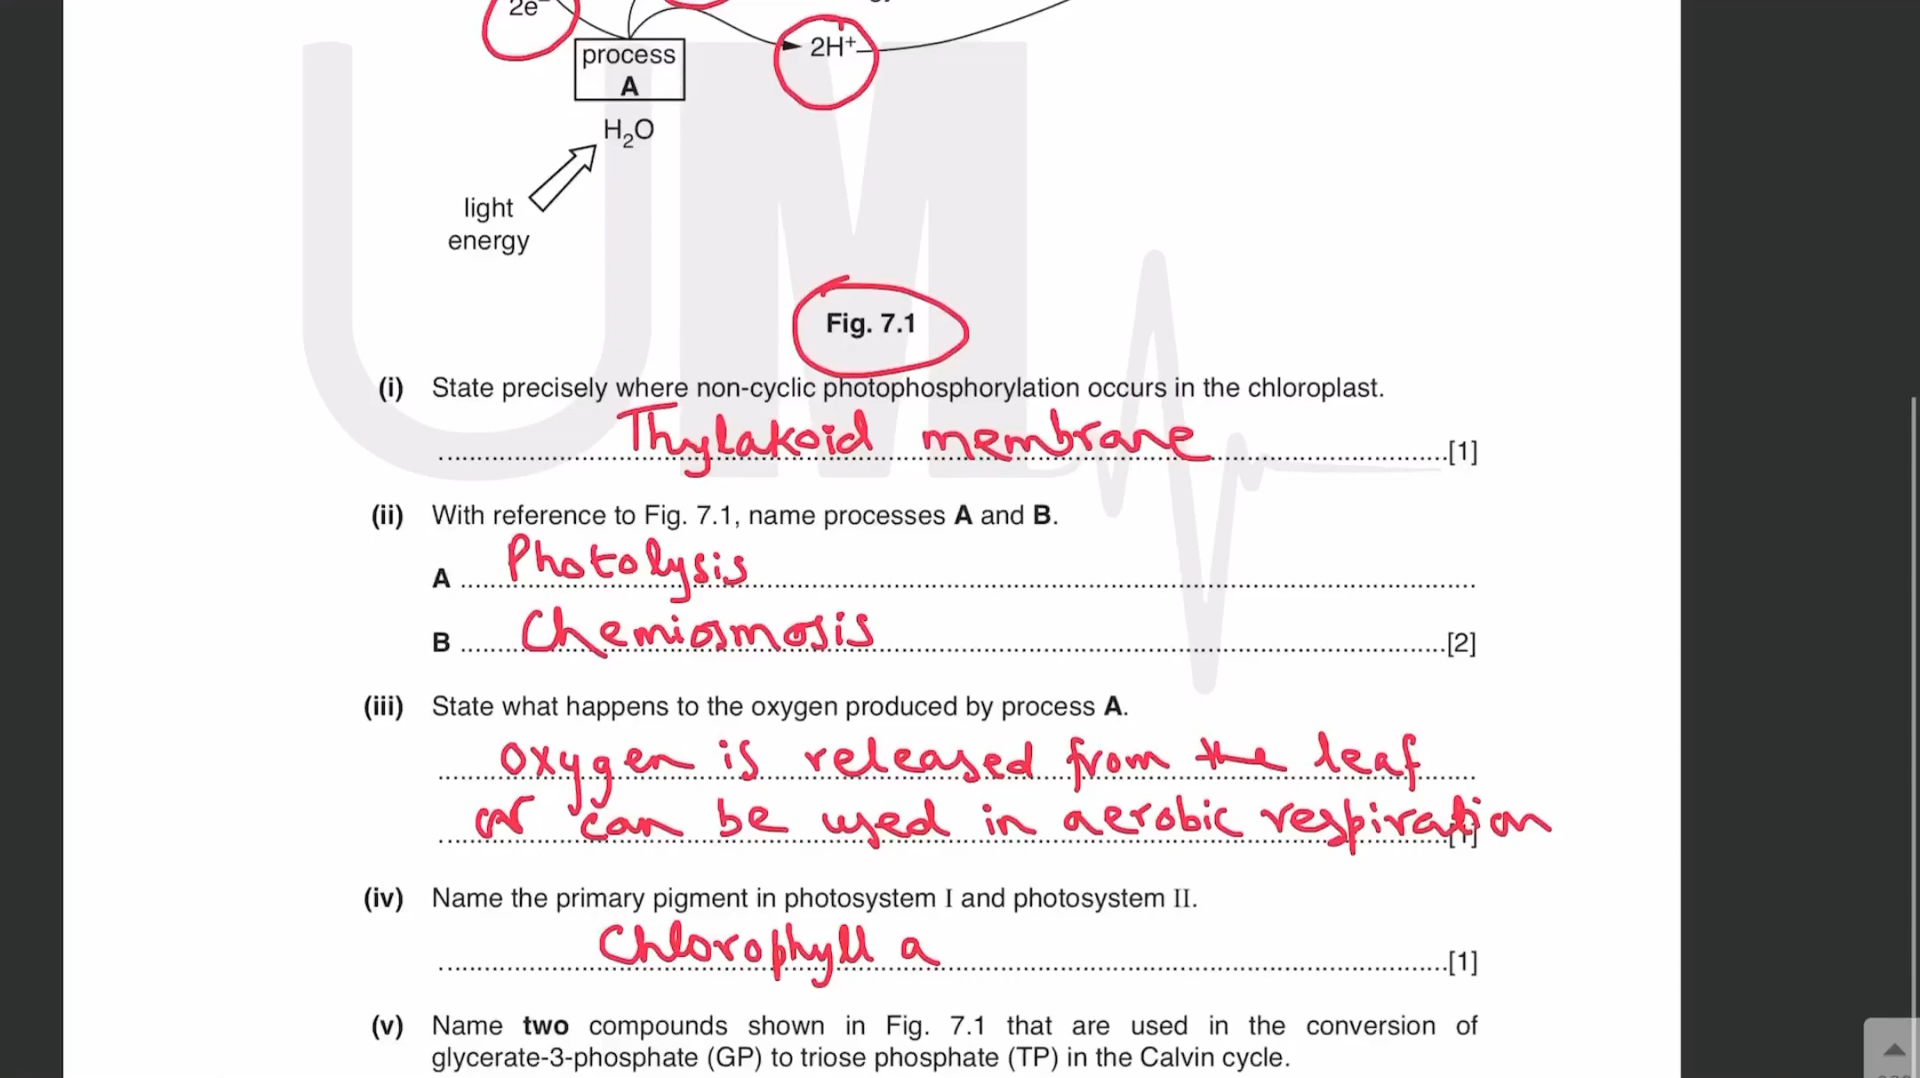 2e⁻
process
A
2H⁺
H₂O
light
energy
Fig. 7.1
(i) State precisely where non-cyclic photophosphorylation occurs in the chloroplast.
Thylakoid membrane [1]
(ii) With reference to Fig. 7.1, name processes A and B.
A Photolysis
B Chemiosmosis [2]
(iii) State what happens to the oxygen produced by process A.
Oxygen is released from the leaf
or can be used in aerobic respiration [1]
(iv) Name the primary pigment in photosystem I and photosystem II.
Chlorophyll a [1]
(v) Name two compounds shown in Fig. 7.1 that are used in the conversion of
glycerate-3-phosphate (GP) to triose phosphate (TP) in the Calvin cycle.